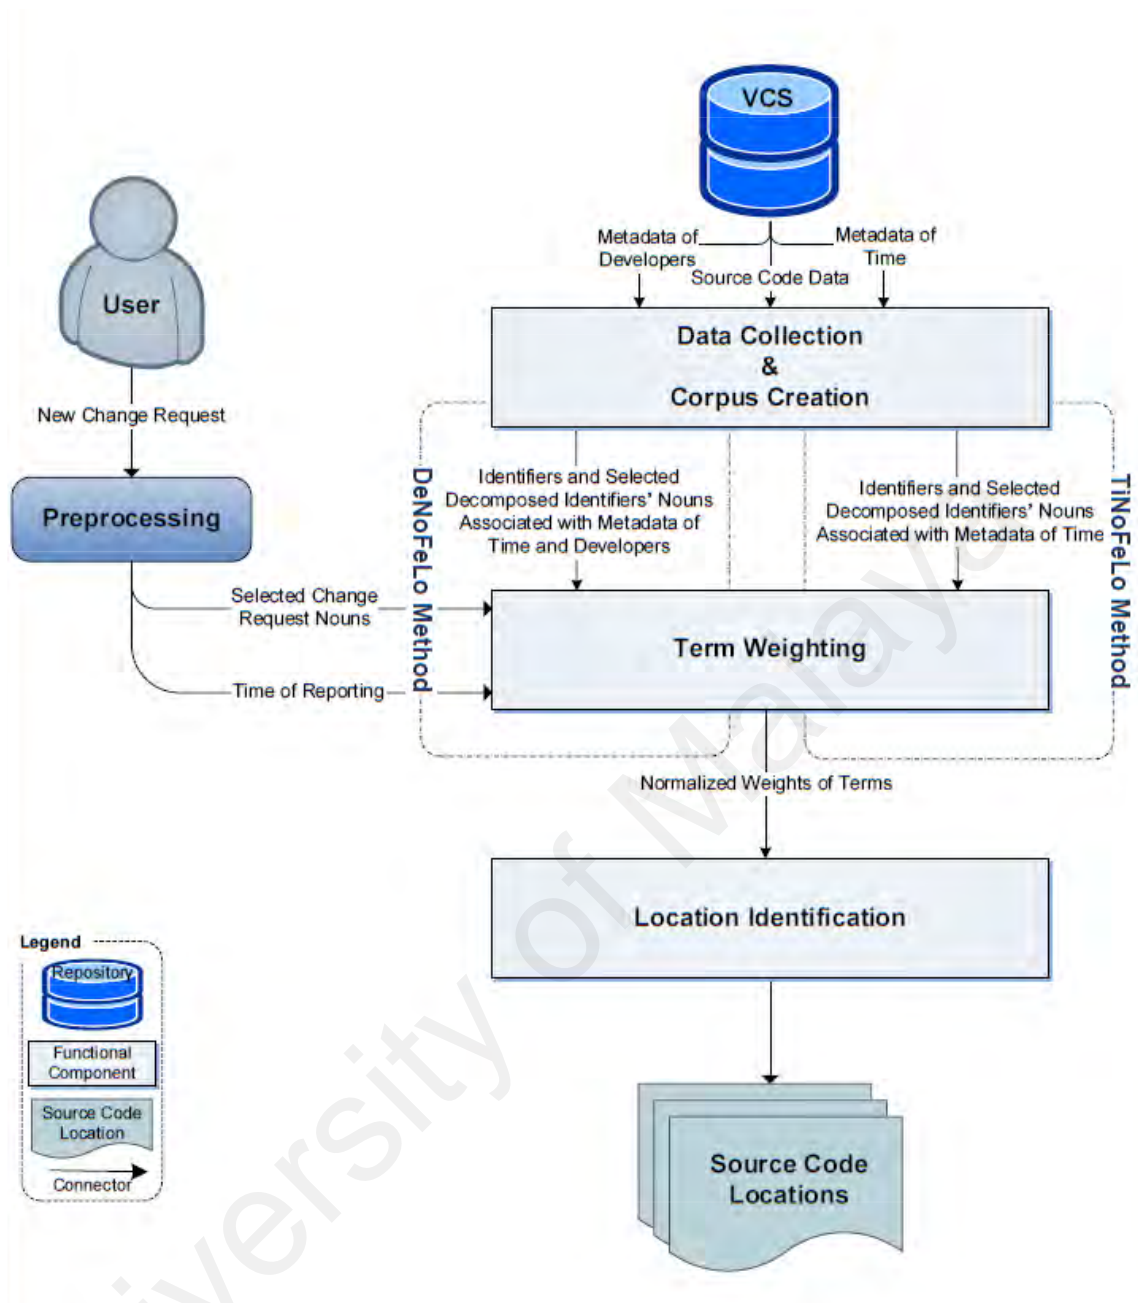 VCS
Metadata of
Developers
Source Code Data
Metadata of
Time
User
New Change Request
Preprocessing
Data Collection
&
Corpus Creation
DeNoFeLo Method
Identifiers and Selected
Decomposed Identifiers' Nouns
Associated with Metadata of
Time and Developers
Identifiers and Selected
Decomposed Identifiers' Nouns
Associated with Metadata of Time
TiNoFeLo Method
Selected Change
Request Nouns
Time of Reporting
Term Weighting
Normalized Weights of Terms
Location Identification
Source Code
Locations
Legend
Repository
Functional
Component
Source Code
Location
Connector
University of Malaya